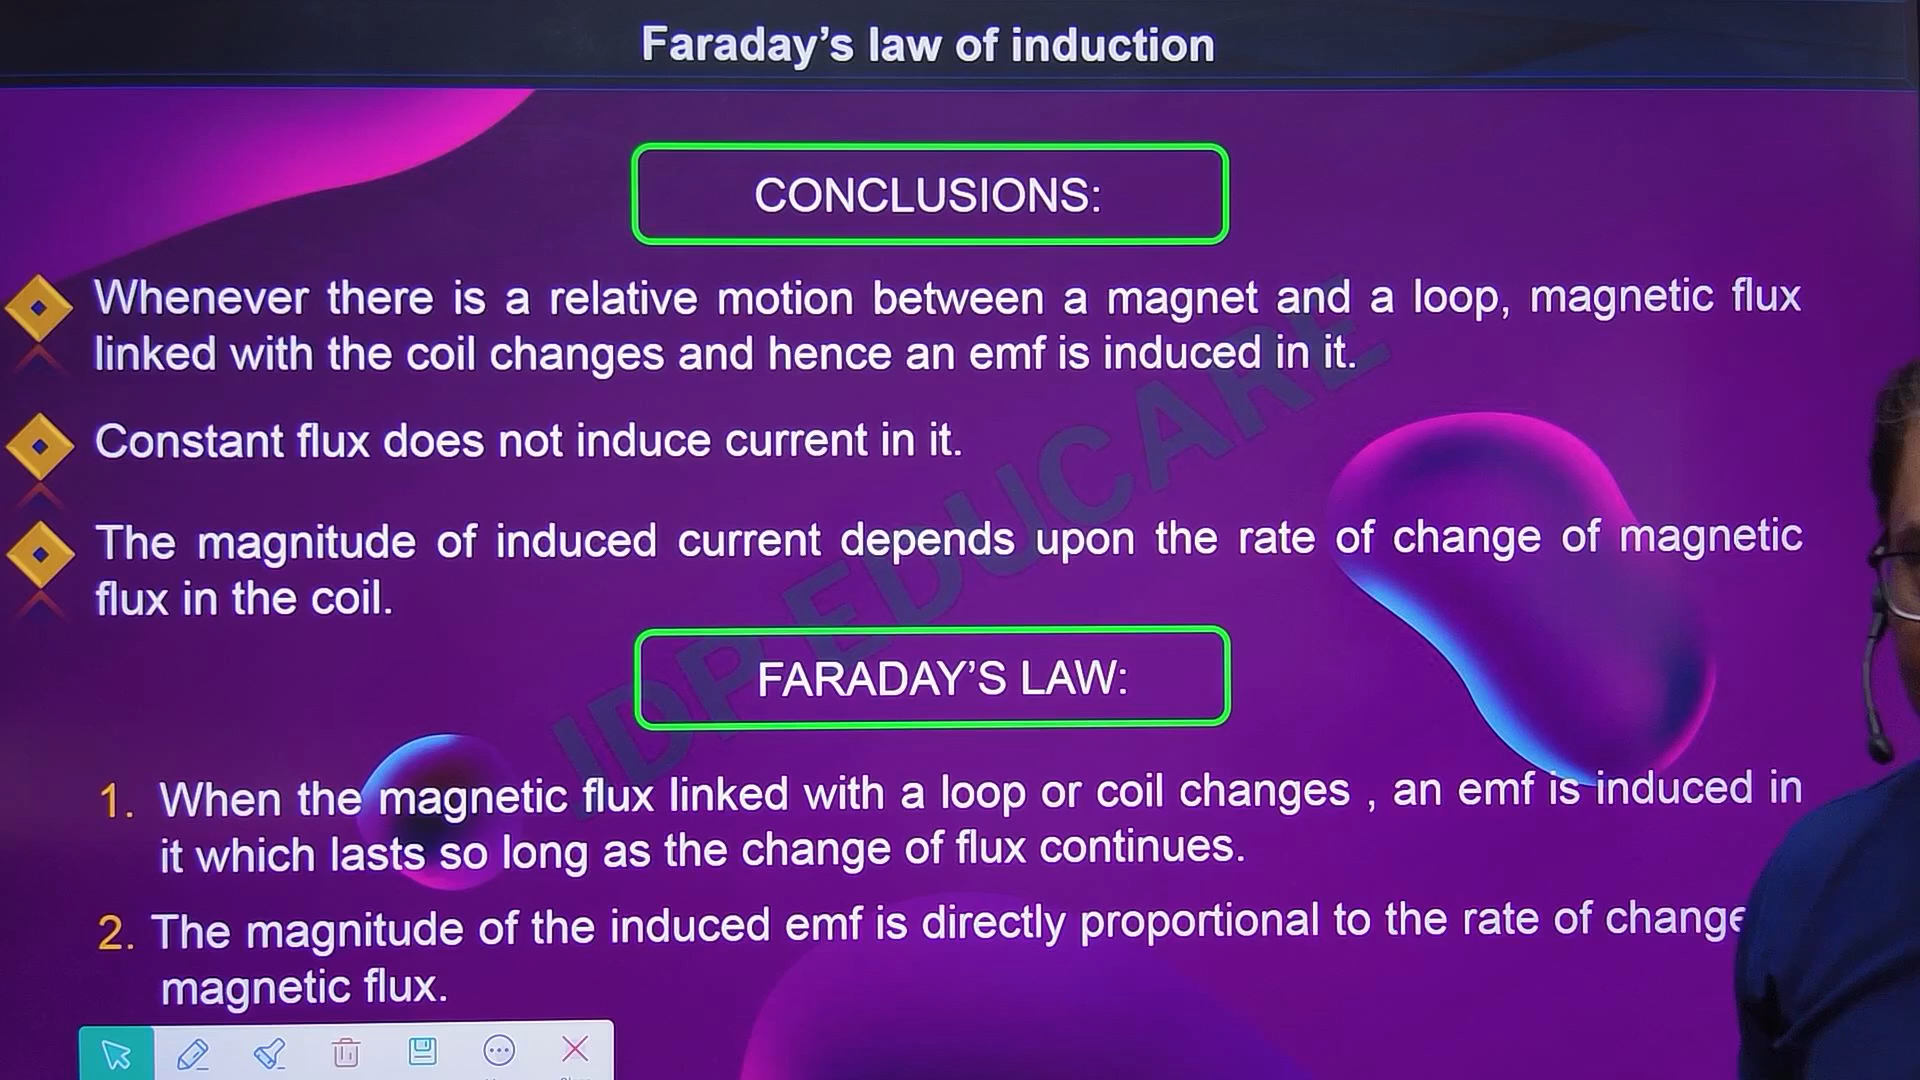 Faraday’s law of induction
CONCLUSIONS:
Whenever there is a relative motion between a magnet and a loop, magnetic flux
linked with the coil changes and hence an emf is induced in it.
Constant flux does not induce current in it.
The magnitude of induced current depends upon the rate of change of magnetic
flux in the coil.
FARADAY’S LAW:
1. When the magnetic flux linked with a loop or coil changes , an emf is induced in
it which lasts so long as the change of flux continues.
2. The magnitude of the induced emf is directly proportional to the rate of change
magnetic flux.
IDP EDUCARE